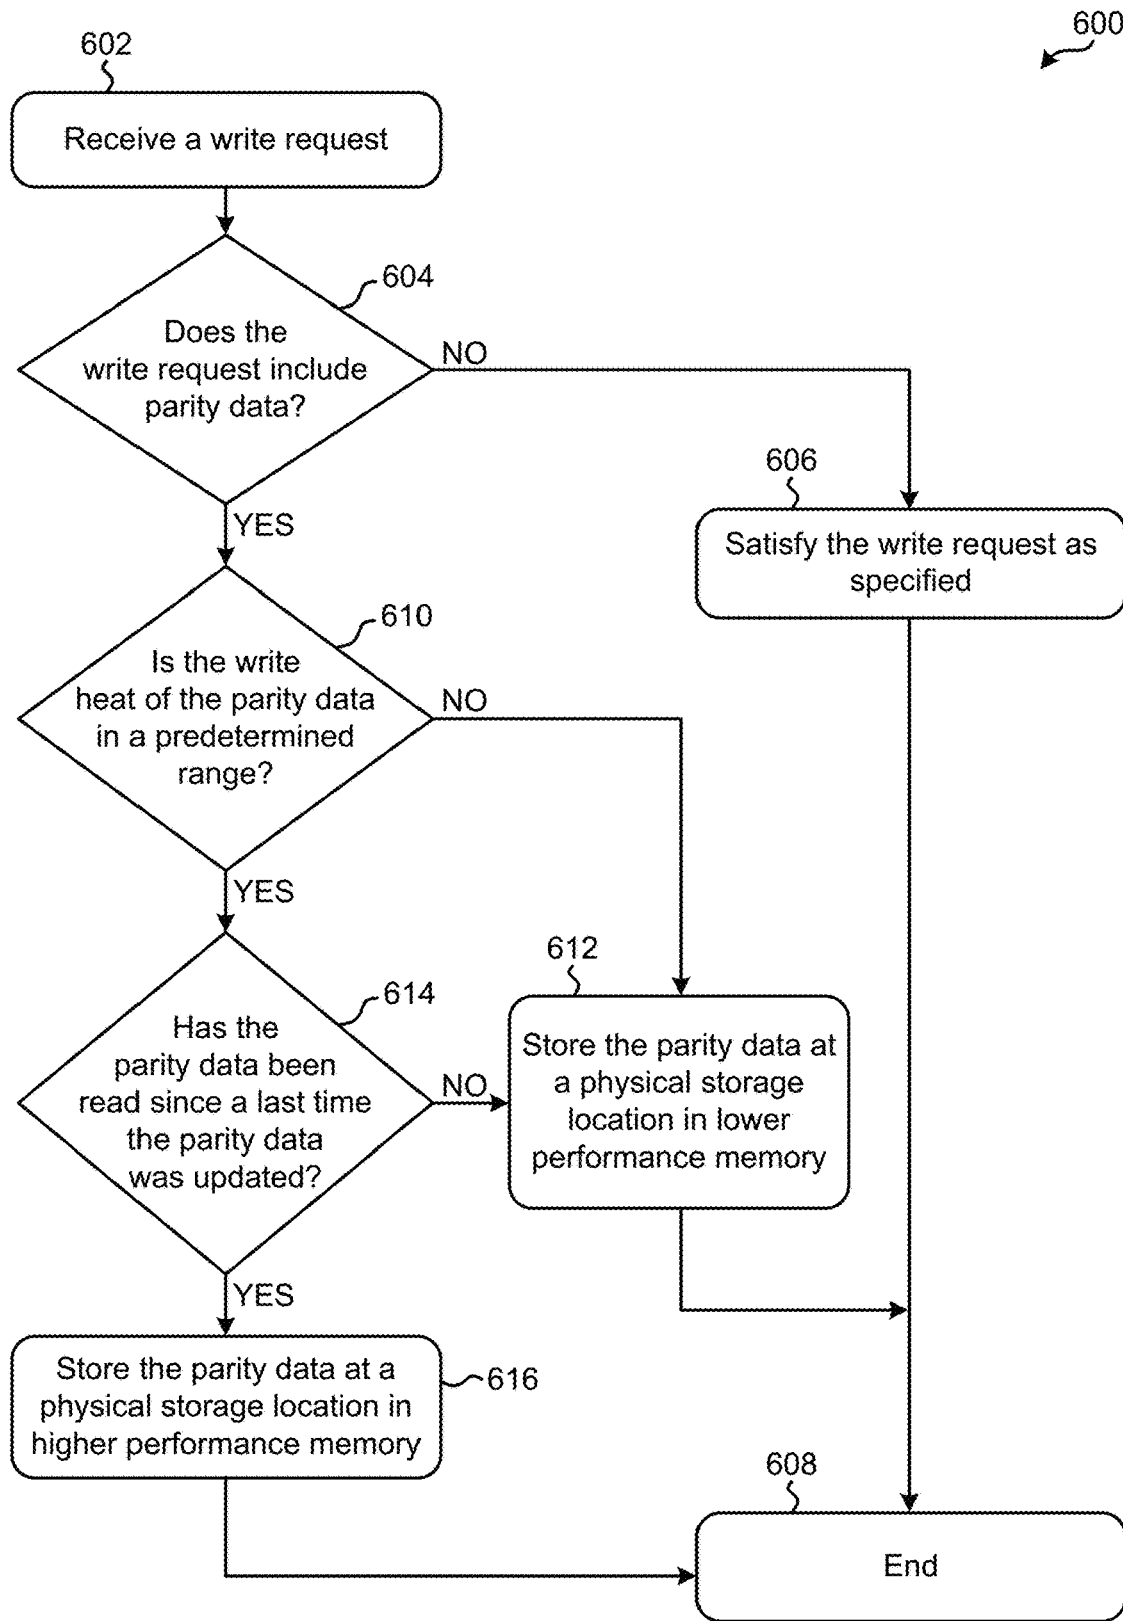 600
602
Receive a write request
604
Does the
write request include
parity data?
NO
YES
606
Satisfy the write request as
specified
610
Is the write
heat of the parity data
in a predetermined
range?
NO
YES
612
Store the parity data at
a physical storage
location in lower
performance memory
614
Has the
parity data been
read since a last time
the parity data
was updated?
NO
YES
Store the parity data at a
physical storage location in
higher performance memory
616
608
End